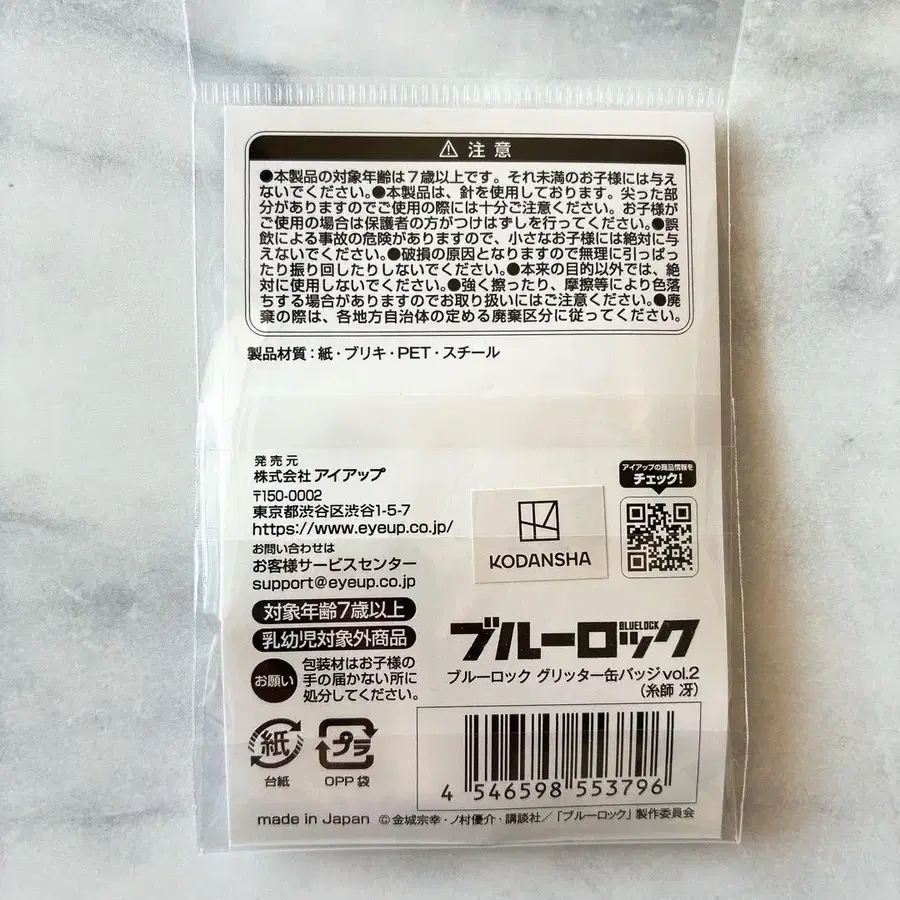 ⚠ 注意
●本製品の対象年齢は7歳以上です。それ未満のお子様には与え
ないでください。●本製品は、針を使用しております。尖った部
分がありますのでご使用の際には十分ご注意ください。お子様が
ご使用の場合は保護者の方がつけはずしを行ってください。●誤
飲による事故の危険がありますので、小さなお子様には絶対に与
えないでください。●破損の原因となりますので無理に引っぱっ
たり振り回したりしないでください。●本来の目的以外では、絶
対に使用しないでください。●強く擦ったり、摩擦等により色落
ちする場合がありますのでお取り扱いにはご注意ください。●廃
棄の際は、各地方自治体の定める廃棄区分に従ってください。
製品材質：紙・ブリキ・PET・スチール
発売元
株式会社 アイアップ
〒150-0002
東京都渋谷区渋谷1-5-7
https://www.eyeup.co.jp/
お問い合わせは
お客様サービスセンター
support@eyeup.co.jp
対象年齢7歳以上
乳幼児対象外商品
お願い
包装材はお子様の
手の届かない所に
処分してください。
紙
台紙
プラ
OPP袋
KODANSHA
アイアップの商品情報を
チェック!
BLUELOCK
ブルーロック
ブルーロック グリッター缶バッジvol.2
（糸師 冴）
4 546598 553796
made in Japan ©金城宗幸・ノ村優介・講談社／「ブルーロック」製作委員会